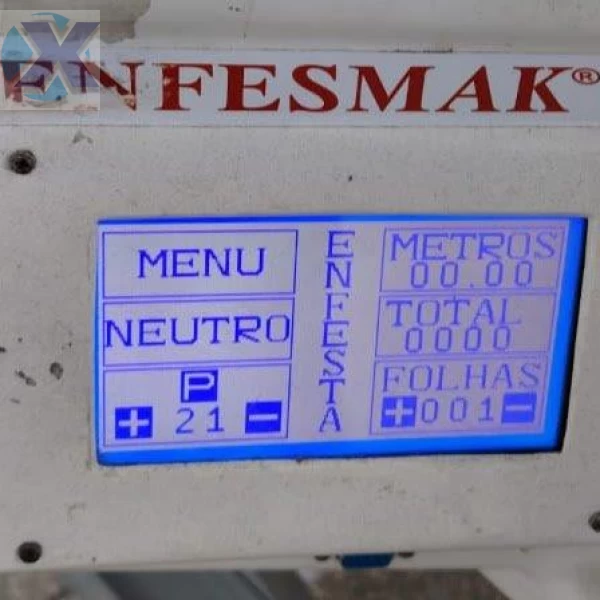 ENFESMAK®
MENU
NEUTRO
P
+ 21 -
ENFESTA
METROS
00.00
TOTAL
0000
FOLHAS
+001-